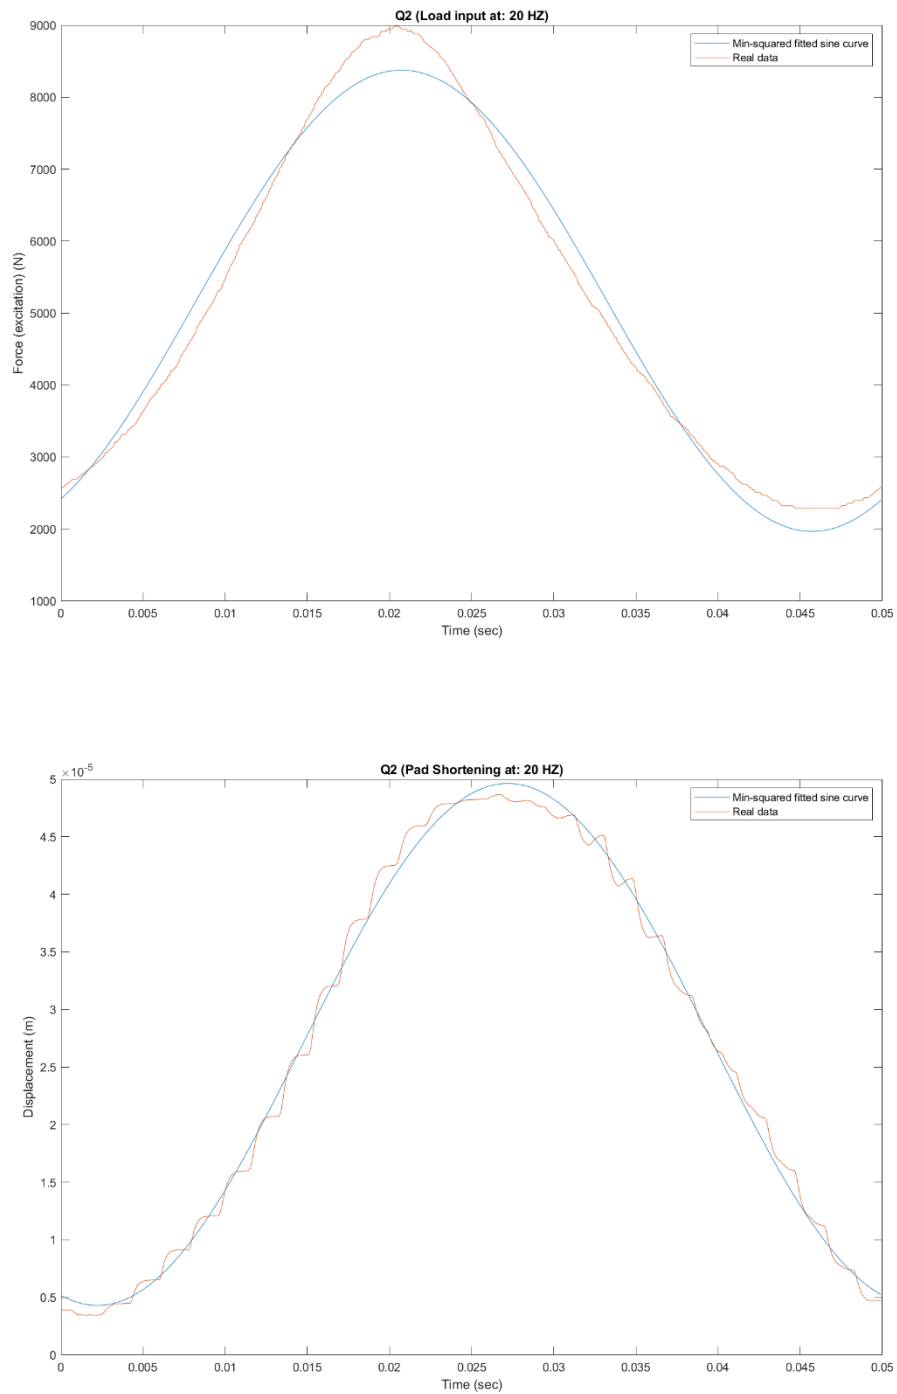 Q2 (Load input at: 20 HZ)
Min-squared fitted sine curve
Real data
9000
8000
7000
6000
5000
4000
3000
2000
1000
Force (excitation) (N)
0 0.005 0.01 0.015 0.02 0.025 0.03 0.035 0.04 0.045 0.05
Time (sec)
Q2 (Pad Shortening at: 20 HZ)
×10-5
Min-squared fitted sine curve
Real data
5
4.5
4
3.5
3
2.5
2
1.5
1
0.5
0
Displacement (m)
0 0.005 0.01 0.015 0.02 0.025 0.03 0.035 0.04 0.045 0.05
Time (sec)